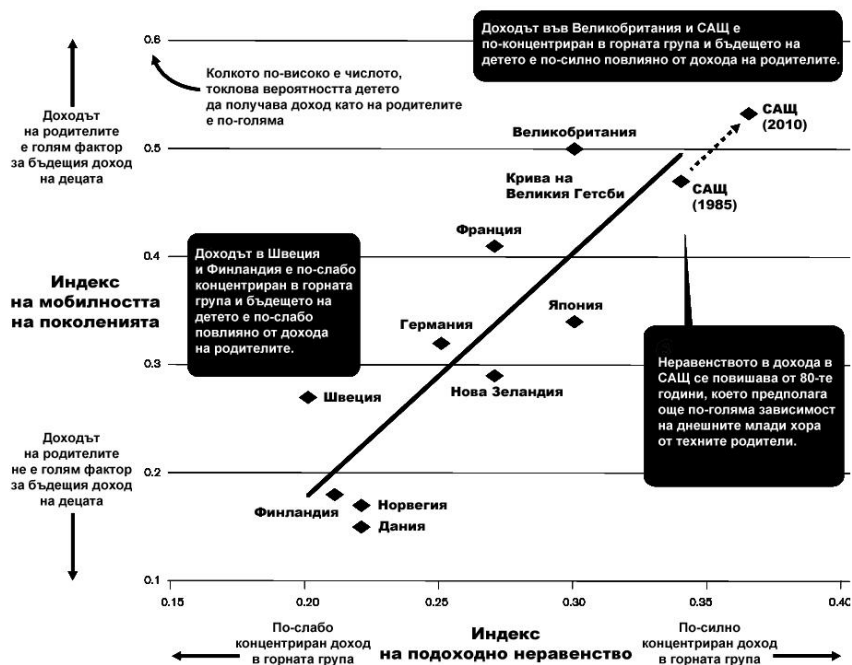 Доходът във Великобритания и САЩ е
по-концентриран в горната група и бъдещето на
детето е по-силно повлияно от дохода на родителите.
0.6
Колкото по-високо е числото,
токлова вероятността детето
да получава доход като на родителите
е по-голяма
Доходът
на родителите
е голям фактор
за бъдещия доход
на децата
САЩ
(2010)
Великобритания
0.5
Крива на
Великия Гетсби
САЩ
(1985)
Франция
0.4
Доходът в Швеция
и Финландия е по-слабо
концентриран в горната
група и бъдещето на
детето е по-слабо
повлияно от дохода
на родителите.
Индекс
на мобилността
на поколенията
Япония
Германия
0.3
Неравенството в дохода в
САЩ се повишава от 80-те
години, което предполага
още по-голяма зависимост
на днешните млади хора
от техните родители.
Нова Зеландия
Швеция
Доходът
на родителите
не е голям фактор
за бъдещия доход
на децата
0.2
Финландия
Норвегия
Дания
0.1
0.15
0.20
0.25
0.30
0.35
0.40
По-слабо
концентриран доход
в горната група
Индекс
на подоходно неравенство
По-силно
конентриран доход
в горната група